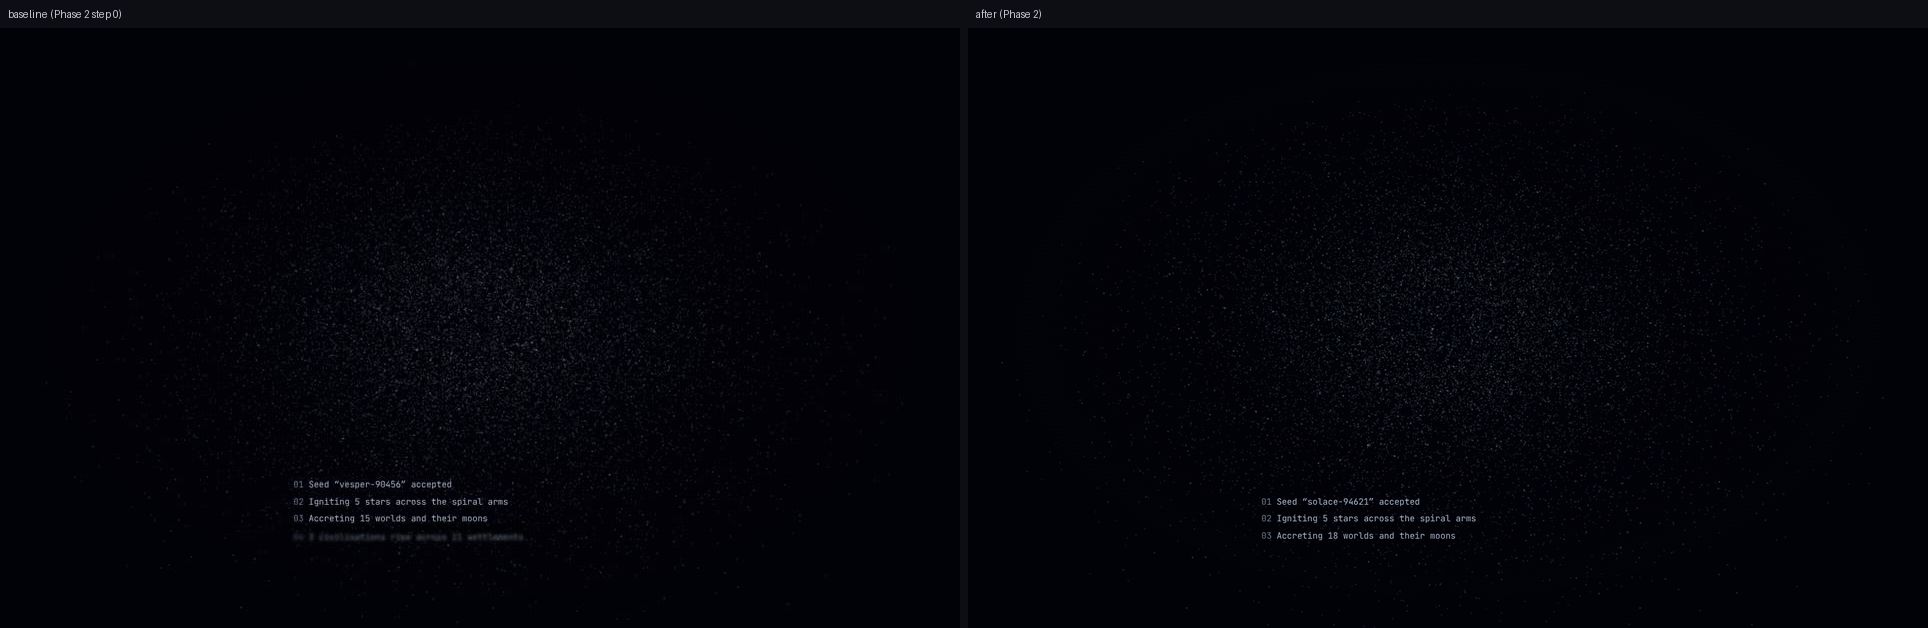 baseline (Phase 2 step 0)
after (Phase 2)
01 Seed “vesper-90456” accepted
02 Igniting 5 stars across the spiral arms
03 Accreting 15 worlds and their moons
01 Seed “solace-94621” accepted
02 Igniting 5 stars across the spiral arms
03 Accreting 18 worlds and their moons